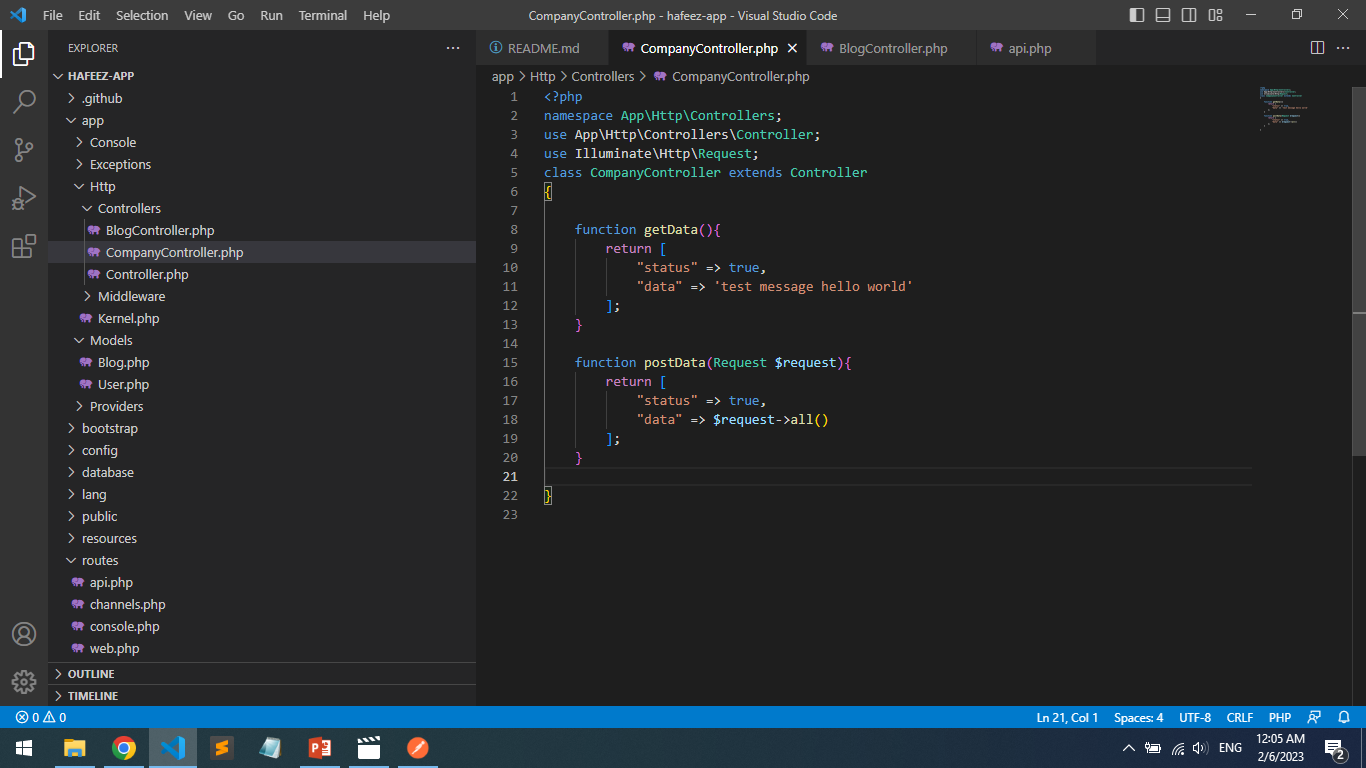 File Edit Selection View Go Run Terminal Help
CompanyController.php - hafeez-app - Visual Studio Code
EXPLORER
HAFEEZ-APP
.github
app
Console
Exceptions
Http
Controllers
BlogController.php
CompanyController.php
Controller.php
Middleware
Kernel.php
Models
Blog.php
User.php
Providers
bootstrap
config
database
lang
public
resources
routes
api.php
channels.php
console.php
web.php
OUTLINE
TIMELINE
README.md CompanyController.php BlogController.php api.php
app > Http > Controllers > CompanyController.php
1 <?php
2 namespace App\Http\Controllers;
3 use App\Http\Controllers\Controller;
4 use Illuminate\Http\Request;
5 class CompanyController extends Controller
6 {
7
8 function getData(){
9 return [
10 "status" => true,
11 "data" => 'test message hello world'
12 ];
13 }
14
15 function postData(Request $request){
16 return [
17 "status" => true,
18 "data" => $request->all()
19 ];
20 }
21
22 }
23
0 0 Ln 21, Col 1 Spaces: 4 UTF-8 CRLF PHP
ENG
12:05 AM
2/6/2023
2